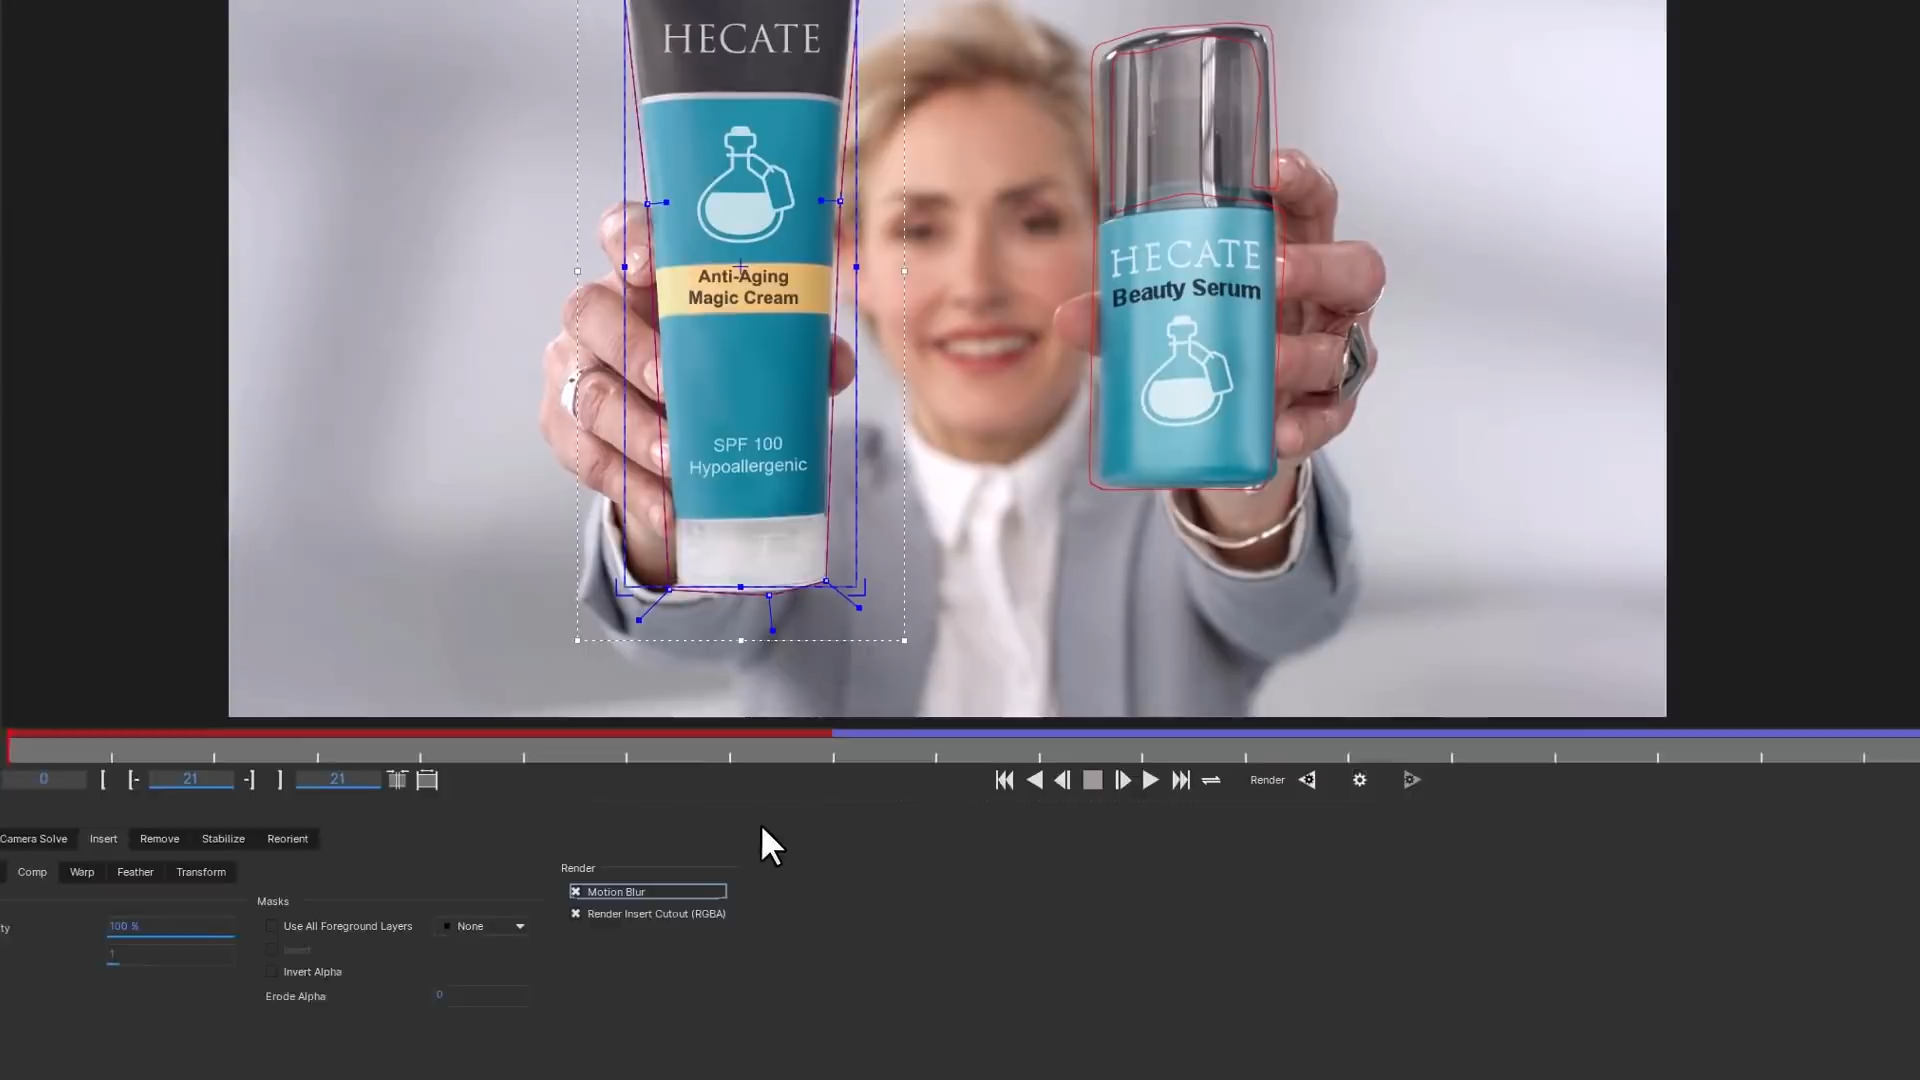 HECATE
Anti-Aging
Magic Cream
SPF 100
Hypoallergenic
HECATE
Beauty Serum
0
[ [- 21 -] ] 21
Render
Camera Solve Insert Remove Stabilize Reorient
Comp Warp Feather Transform
Render
Motion Blur
Render Insert Cutout (RGBA)
Masks
Use All Foreground Layers None
Invert
Invert Alpha
Erode Alpha 0
ty 100 %
1